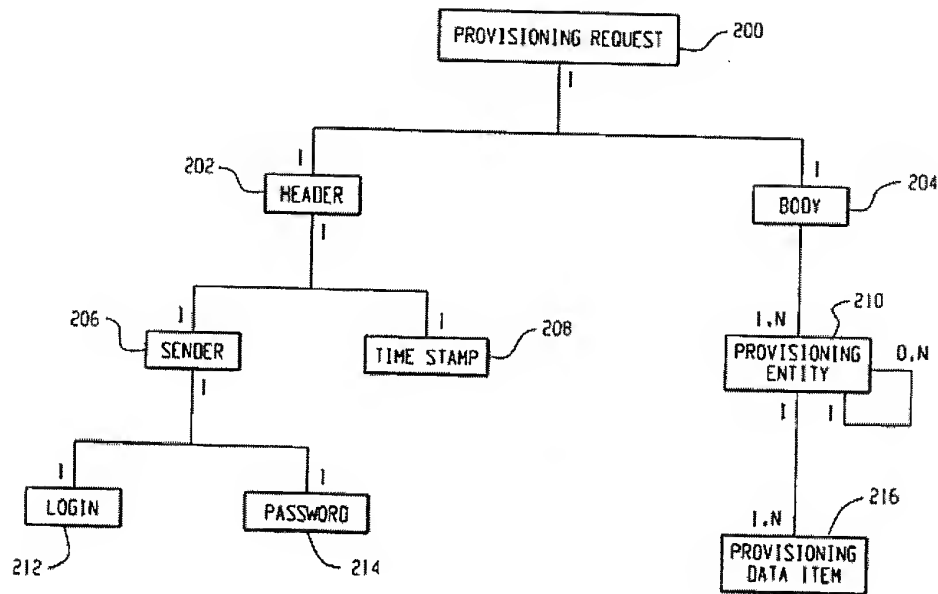 PROVISIONING REQUEST
200
1
1
1
202
HEADER
204
BODY
1
1
1
206
SENDER
TIME STAMP
208
1
210
1,N
PROVISIONING
ENTITY
0,N
1
1
1
1
LOGIN
PASSWORD
212
214
216
1,N
PROVISIONING
DATA ITEM